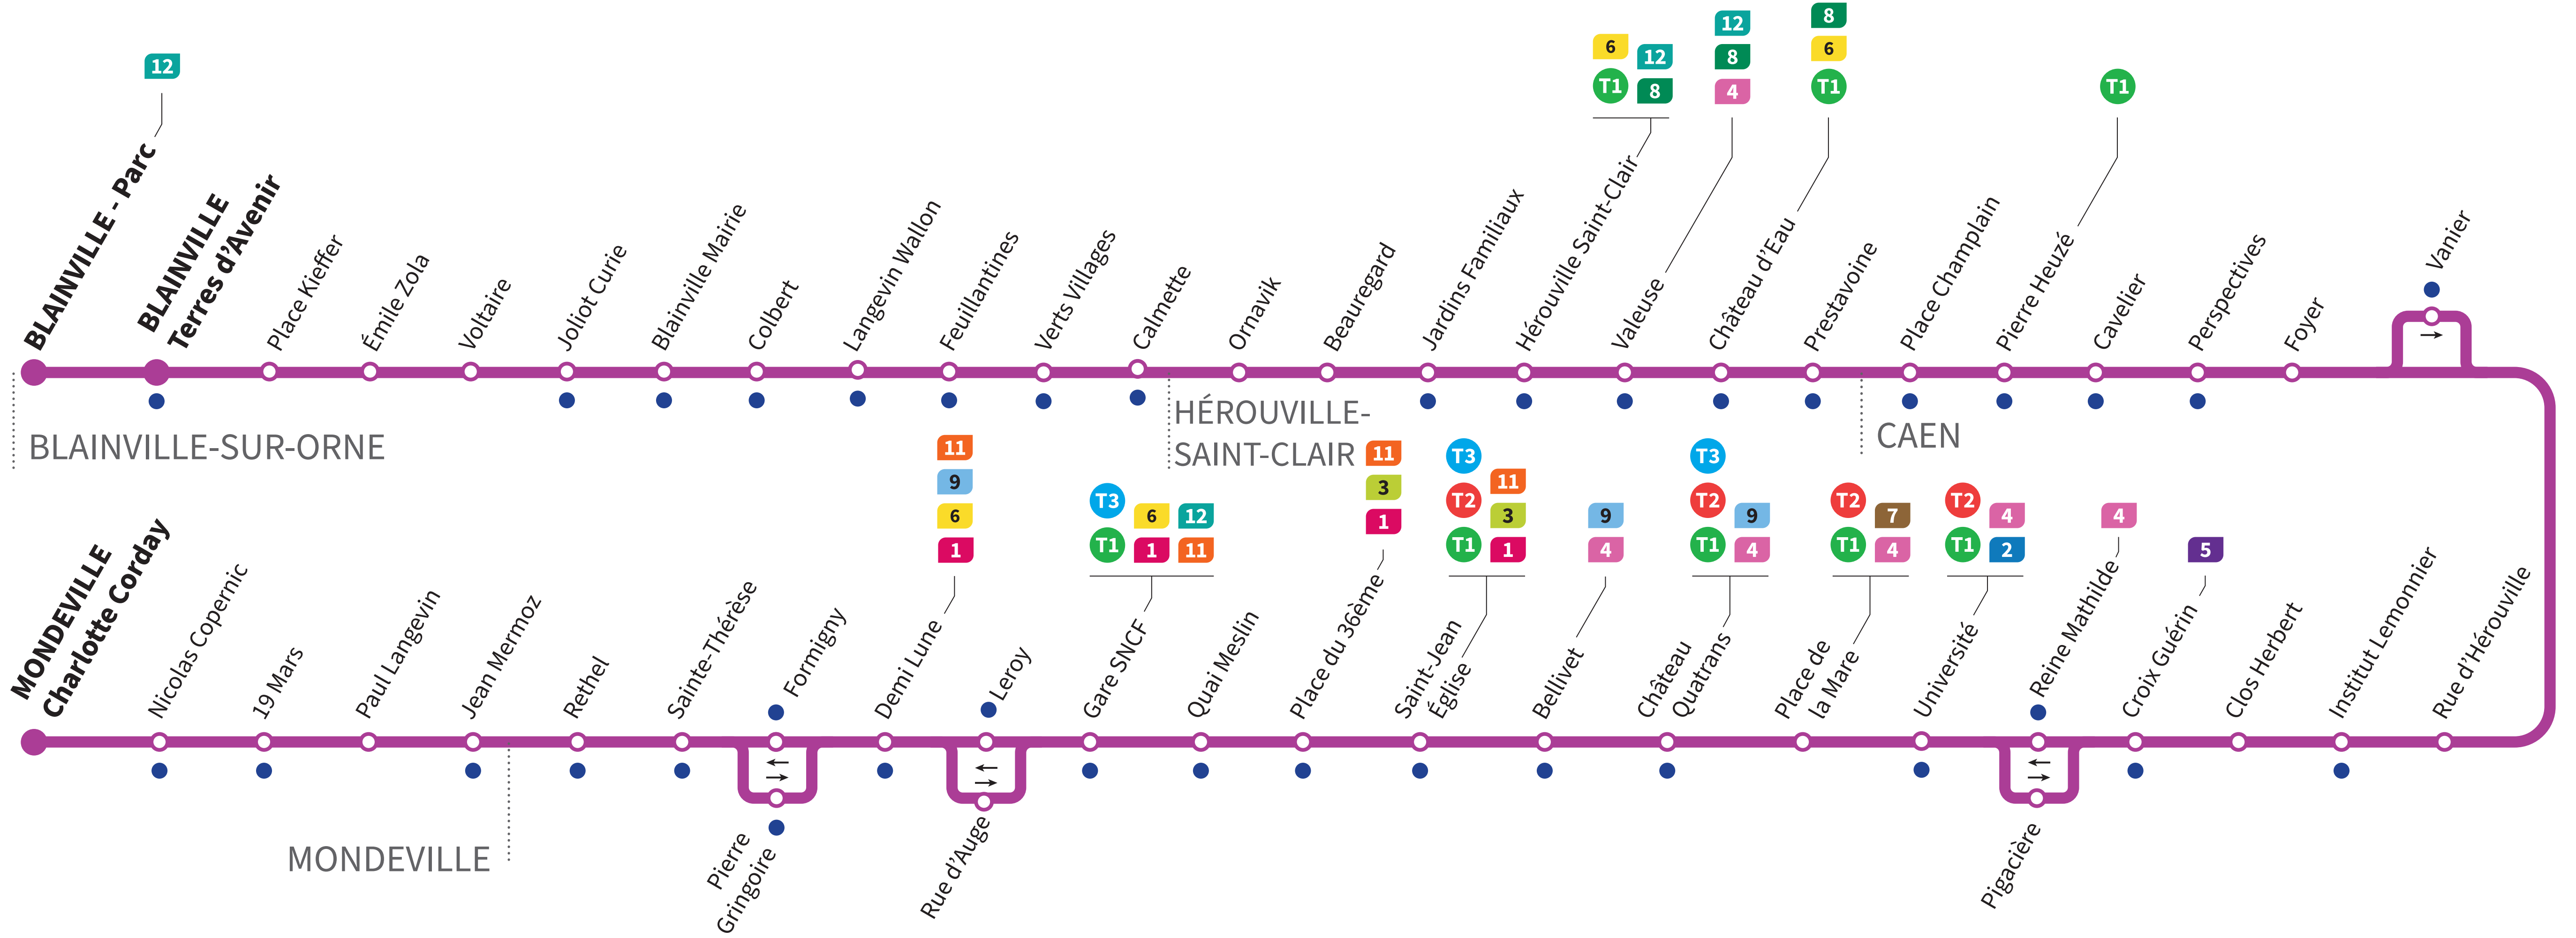 12
BLAINVILLE - Parc
BLAINVILLE
Terres d'Avenir
Place Kieffer
Émile Zola
Voltaire
Joliot Curie
Blainville Mairie
Colbert
Langevin Wallon
Feuillantines
Verts Villages
Calmette
Ornavik
Beauregard
Jardins Familiaux
6 12
T1 8
Hérouville Saint-Clair
12
8
4
Valeuse
8
6
T1
Château d'Eau
Prestavoine
Place Champlain
T1
Pierre Heuzé
Cavelier
Perspectives
Foyer
Vanier
→
BLAINVILLE-SUR-ORNE
HÉROUVILLE-
SAINT-CLAIR
CAEN
MONDEVILLE
Charlotte Corday
Nicolas Copernic
19 Mars
Paul Langevin
Jean Mermoz
Rethel
Sainte-Thérèse
Formigny
11
9
6
1
Demi Lune
Leroy
T3 6 12
T1 1 11
Gare SNCF
Quai Meslin
11
3
1
Place du 36ème
T3 11
T2 3
T1 1
Saint-Jean
Église
9
4
Bellivet
T3
T2 9
T1 4
Château
Quatrans
T2 7
T1 4
Place de
la Mare
T2 4
T1 2
Université
4
Reine Mathilde
5
Croix Guérin
Clos Herbert
Institut Lemonnier
Rue d'Hérouville
←
→
←
→
←
→
MONDEVILLE
Pierre
Gringoire
Rue d'Auge
Pigacière